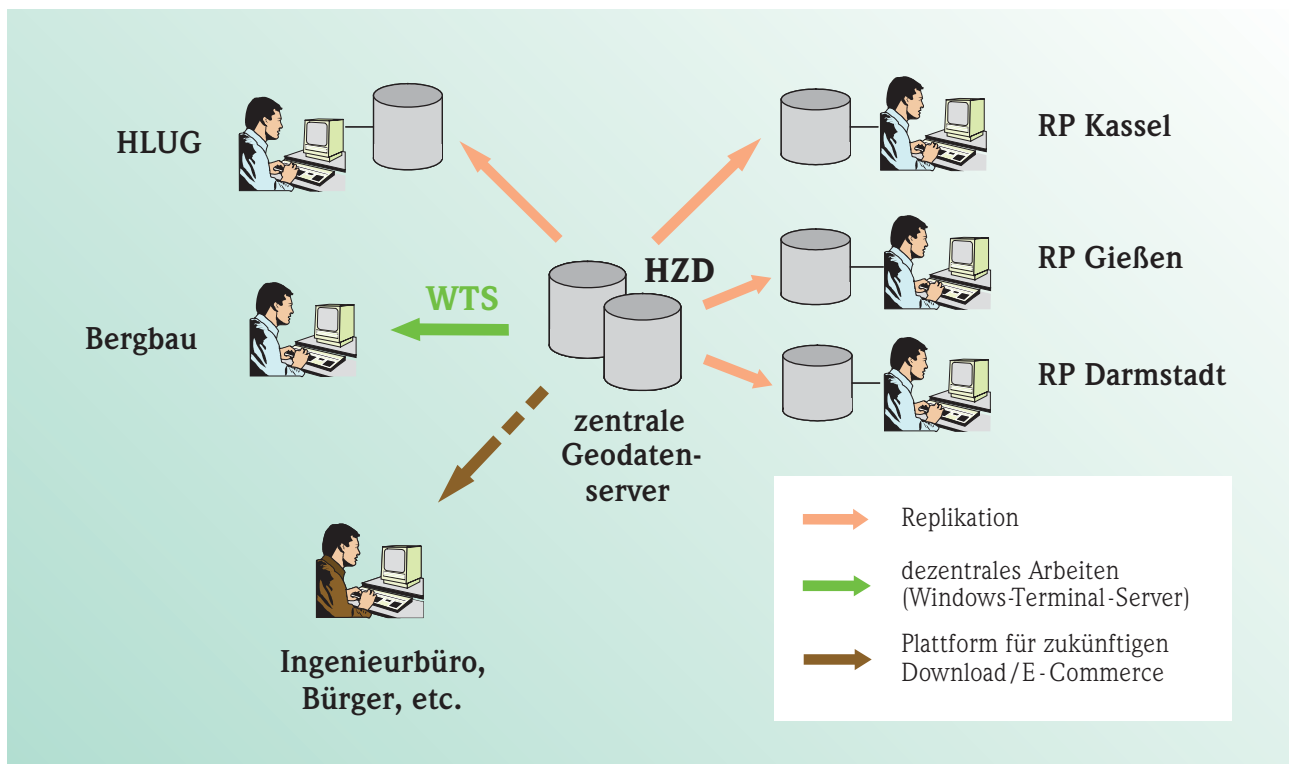 HLUG
RP Kassel
HZD
RP Gießen
WTS
Bergbau
RP Darmstadt
zentrale
Geodaten-
server
Replikation
dezentrales Arbeiten
(Windows-Terminal-Server)
Plattform für zukünftigen
Download/E-Commerce
Ingenieurbüro,
Bürger, etc.